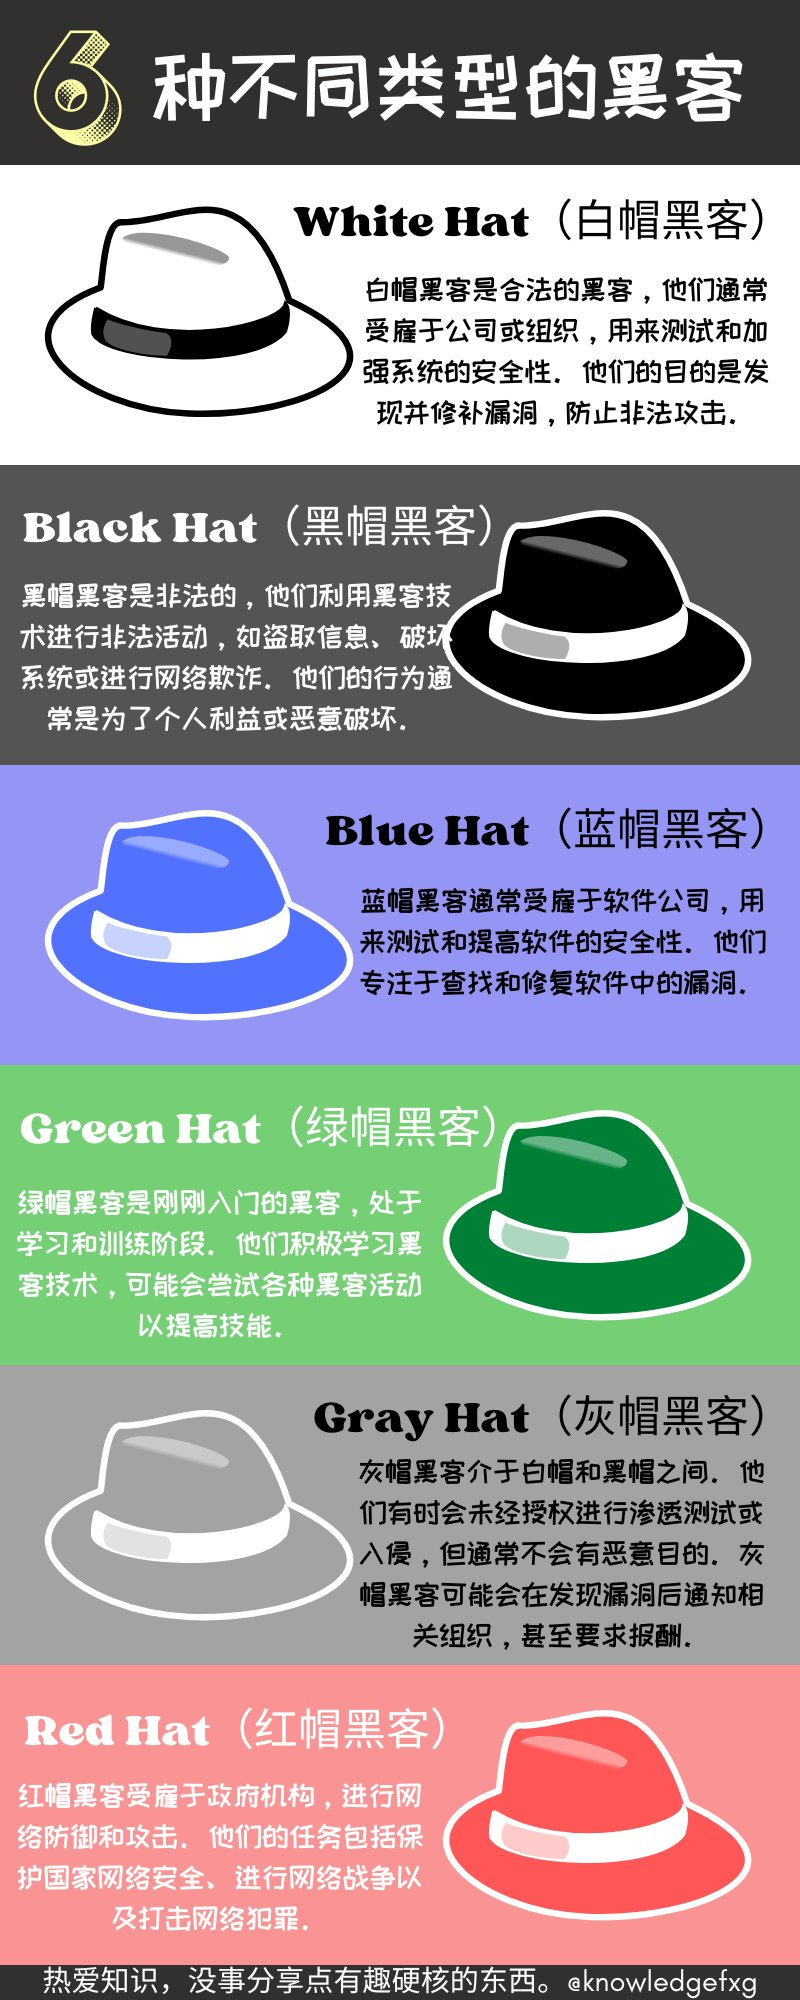 6种不同类型的黑客
White Hat（白帽黑客）
白帽黑客是合法的黑客，他们通常
受雇于公司或组织，用来测试和加
强系统的安全性. 他们的目的是发
现并修补漏洞，防止非法攻击.
Black Hat（黑帽黑客）
黑帽黑客是非法的，他们利用黑客技
术进行非法活动，如盗取信息、破坏
系统或进行网络欺诈. 他们的行为通
常是为了个人利益或恶意破坏.
Blue Hat（蓝帽黑客）
蓝帽黑客通常受雇于软件公司，用
来测试和提高软件的安全性. 他们
专注于查找和修复软件中的漏洞.
Green Hat（绿帽黑客）
绿帽黑客是刚刚入门的黑客，处于
学习和训练阶段. 他们积极学习黑
客技术，可能会尝试各种黑客活动
以提高技能.
Gray Hat（灰帽黑客）
灰帽黑客介于白帽和黑帽之间. 他
们有时会未经授权进行渗透测试或
入侵，但通常不会有恶意目的. 灰
帽黑客可能会在发现漏洞后通知相
关组织，甚至要求报酬.
Red Hat（红帽黑客）
红帽黑客受雇于政府机构，进行网
络防御和攻击. 他们的任务包括保
护国家网络安全、进行网络战争以
及打击网络犯罪.
热爱知识，没事分享点有趣硬核的东西。@knowledgefxg